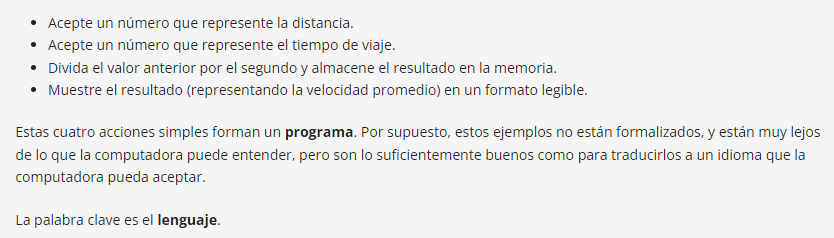 Acepte un número que represente la distancia.
Acepte un número que represente el tiempo de viaje.
Divida el valor anterior por el segundo y almacene el resultado en la memoria.
Muestre el resultado (representando la velocidad promedio) en un formato legible.
Estas cuatro acciones simples forman un programa. Por supuesto, estos ejemplos no están formalizados, y están muy lejos
de lo que la computadora puede entender, pero son lo suficientemente buenos como para traducirlos a un idioma que la
computadora pueda aceptar.
La palabra clave es el lenguaje.